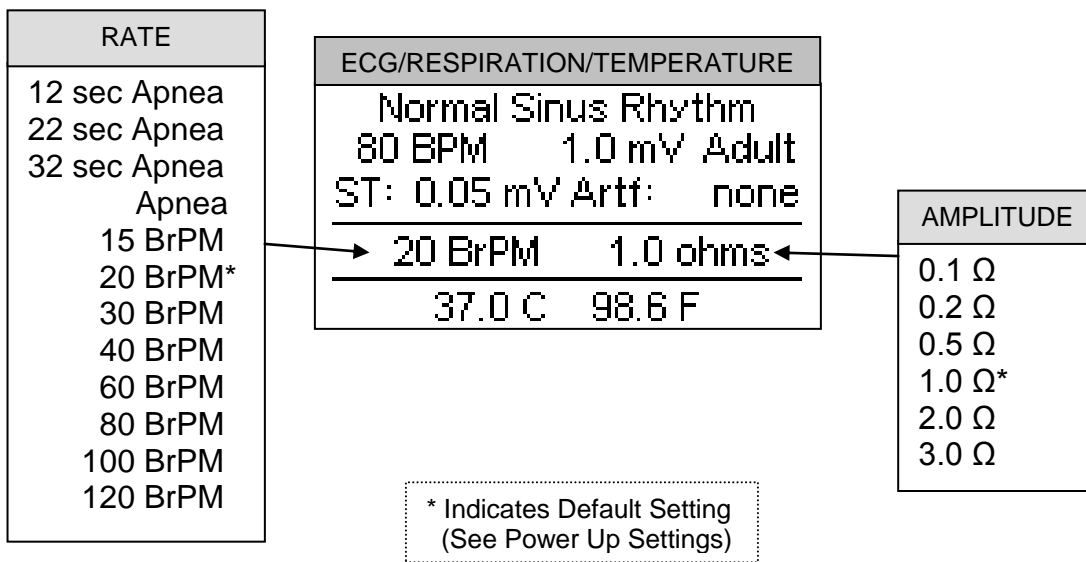 RATE
12 sec Apnea
22 sec Apnea
32 sec Apnea
Apnea
15 BrPM
20 BrPM*
30 BrPM
40 BrPM
60 BrPM
80 BrPM
100 BrPM
120 BrPM
ECG/RESPIRATION/TEMPERATURE
Normal Sinus Rhythm
80 BPM 1.0 mV Adult
ST: 0.05 mV Artf: none
20 BrPM 1.0 ohms
37.0 C 98.6 F
AMPLITUDE
0.1 Ω
0.2 Ω
0.5 Ω
1.0 Ω*
2.0 Ω
3.0 Ω
* Indicates Default Setting
(See Power Up Settings)